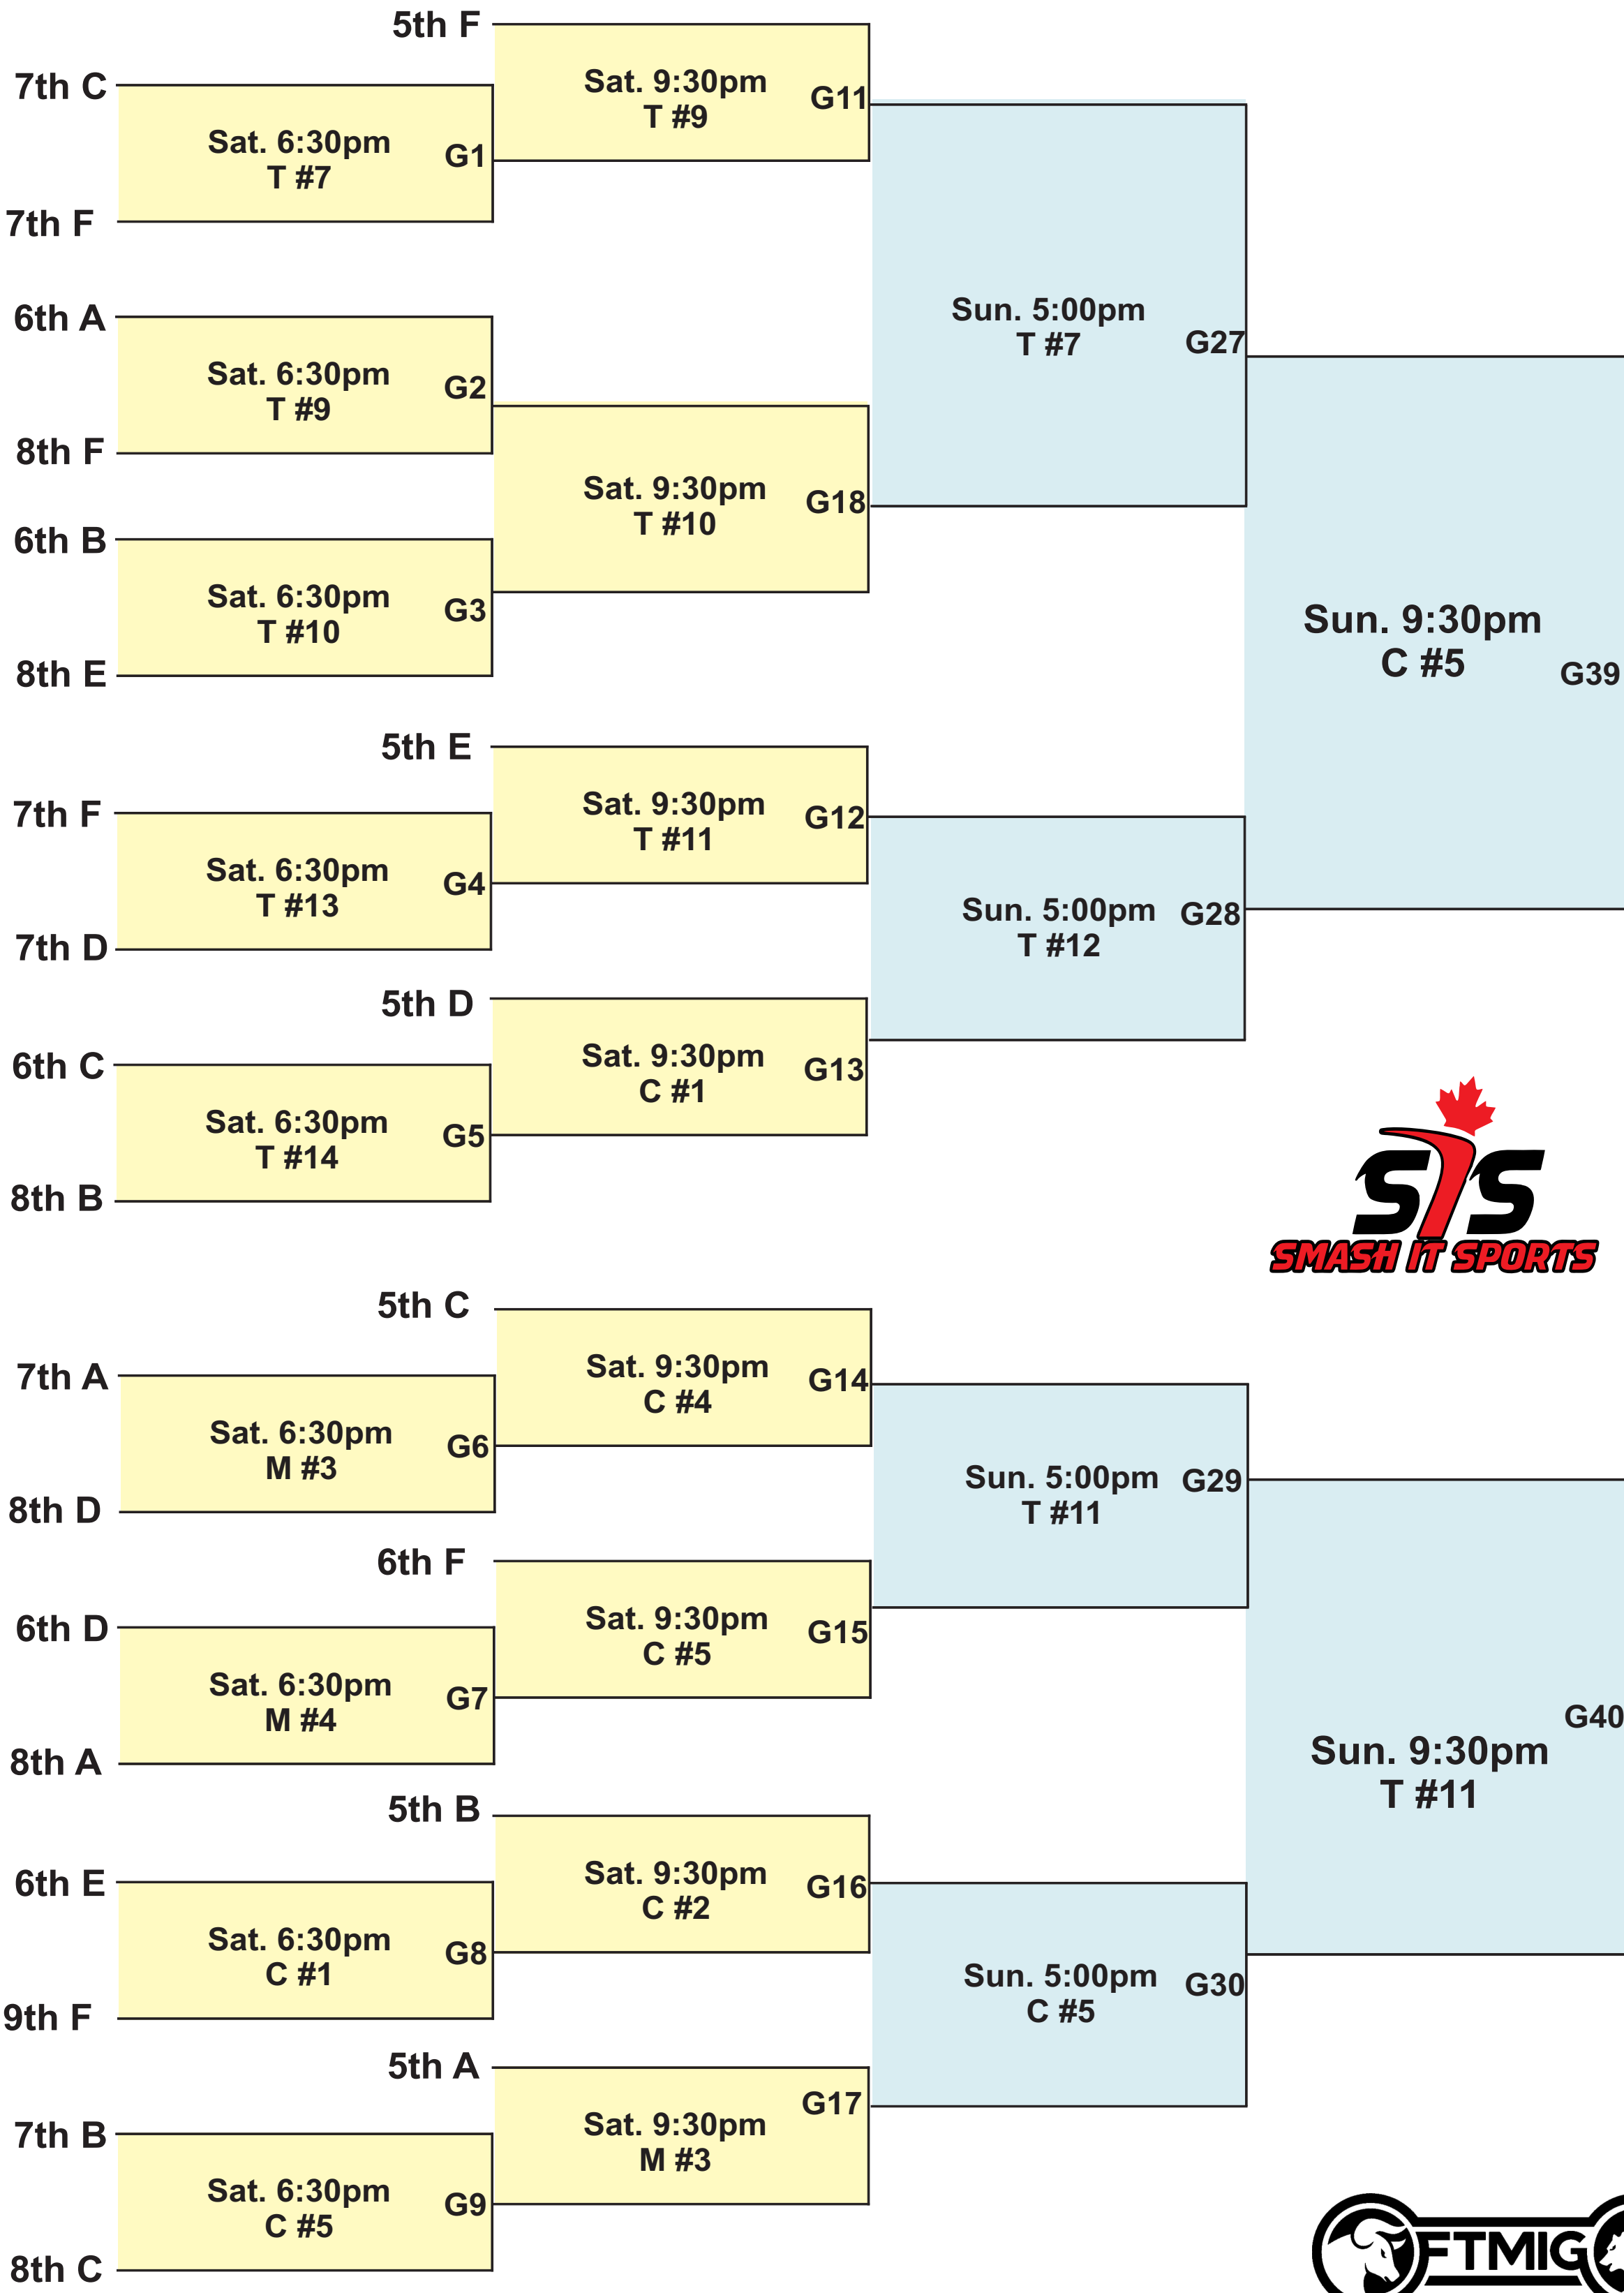 5th F
7th C
Sat. 9:30pm
T #9
G11
Sat. 6:30pm
T #7
G1
7th F
6th A
Sat. 6:30pm
T #9
G2
8th F
Sun. 5:00pm
T #7
G27
Sat. 9:30pm
T #10
G18
6th B
Sat. 6:30pm
T #10
G3
8th E
Sun. 9:30pm
C #5
G39
5th E
7th F
Sat. 9:30pm
T #11
G12
Sat. 6:30pm
T #13
G4
7th D
Sun. 5:00pm
T #12
G28
5th D
6th C
Sat. 9:30pm
C #1
G13
Sat. 6:30pm
T #14
G5
8th B
STS
SMASH IT SPORTS
5th C
7th A
Sat. 9:30pm
C #4
G14
Sat. 6:30pm
M #3
G6
8th D
Sun. 5:00pm
T #11
G29
6th F
6th D
Sat. 9:30pm
C #5
G15
Sat. 6:30pm
M #4
G7
8th A
Sun. 9:30pm
T #11
G40
5th B
6th E
Sat. 9:30pm
C #2
G16
Sat. 6:30pm
C #1
G8
9th F
Sun. 5:00pm
C #5
G30
5th A
7th B
Sat. 9:30pm
M #3
G17
Sat. 6:30pm
C #5
G9
8th C
FTMIG